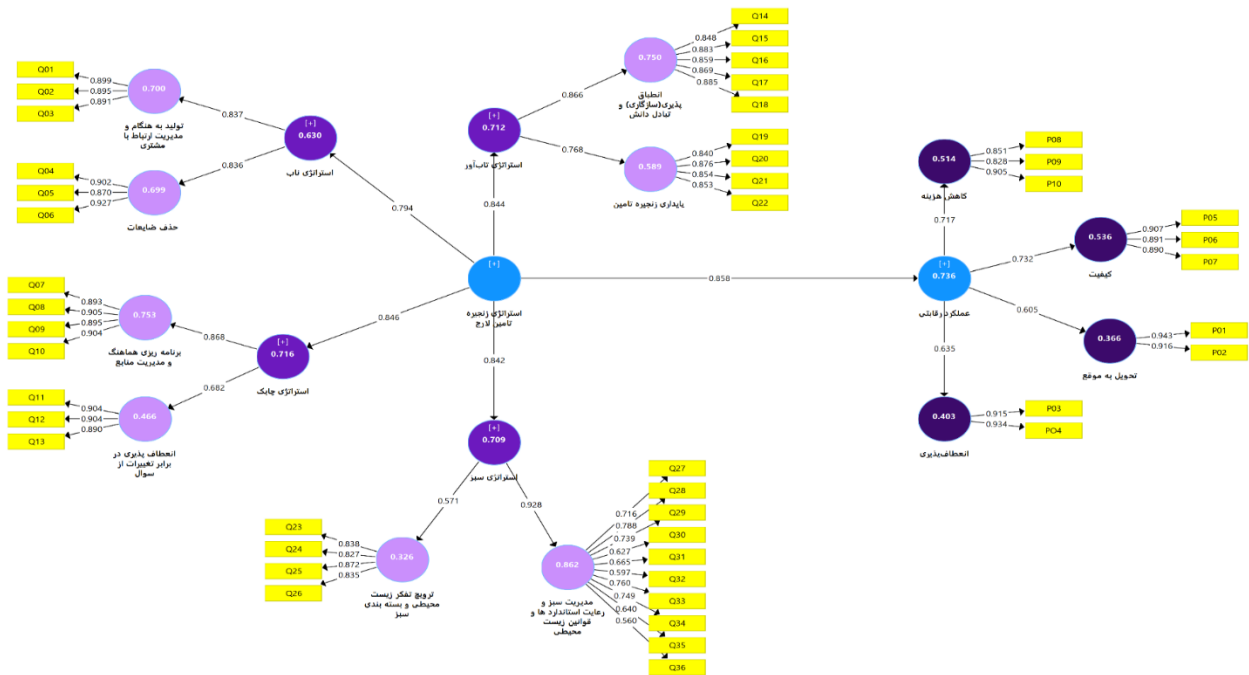 Q01
Q02
Q03
0.899
0.895
0.891
0.700
تولید به هنگام و
مدیریت ارتباط با
مشتری
0.837
Q04
Q05
Q06
0.902
0.870
0.927
0.699
حذف ضایعات
0.836
[+]
0.630
استراتژی ناب
0.794
Q07
Q08
Q09
Q10
0.893
0.905
0.895
0.904
0.753
برنامه ریزی هماهنگ
و مدیریت منابع
0.868
Q11
Q12
Q13
0.904
0.904
0.890
0.466
انعطاف پذیری در
برابر تغییرات از
سوال
0.682
[+]
0.716
استراتژی چابک
0.846
Q14
Q15
Q16
Q17
Q18
0.848
0.883
0.859
0.869
0.885
0.750
انطباق
پذیری(سازگاری) و
تبادل دانش
0.866
Q19
Q20
Q21
Q22
0.840
0.876
0.854
0.853
0.589
پایداری زنجیره تامین
0.768
[+]
0.712
استراتژی تاب‌آور
0.844
[+]
استراتژی زنجیره
تامین لارج
0.842
[+]
0.709
استراتژی سبز
0.571
0.928
Q23
Q24
Q25
Q26
0.838
0.827
0.872
0.835
0.326
ترویج تفکر زیست
محیطی و بسته بندی
سبز
Q27
Q28
Q29
Q30
Q31
Q32
Q33
Q34
Q35
Q36
0.716
0.788
0.739
0.627
0.665
0.597
0.760
0.749
0.640
0.560
0.862
مدیریت سبز و
رعایت استاندارد ها و
قوانین زیست
محیطی
0.858
[+]
0.736
عملکرد رقابتی
0.717
0.514
کاهش هزینه
0.851
0.828
0.905
P08
P09
P10
0.732
0.536
کیفیت
0.907
0.891
0.890
P05
P06
P07
0.605
0.366
تحویل به موقع
0.943
0.916
P01
P02
0.635
0.403
انعطاف‌پذیری
0.915
0.934
P03
PO4